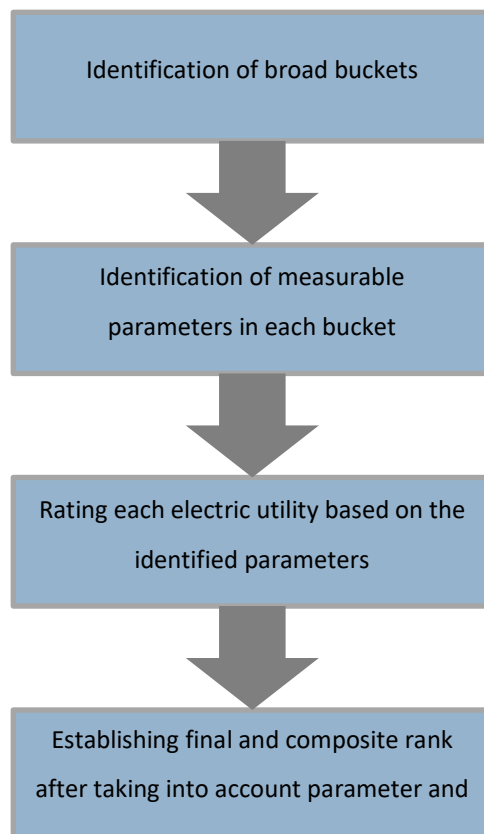 Identification of broad buckets
Identification of measurable
parameters in each bucket
Rating each electric utility based on the
identified parameters
Establishing final and composite rank
after taking into account parameter and